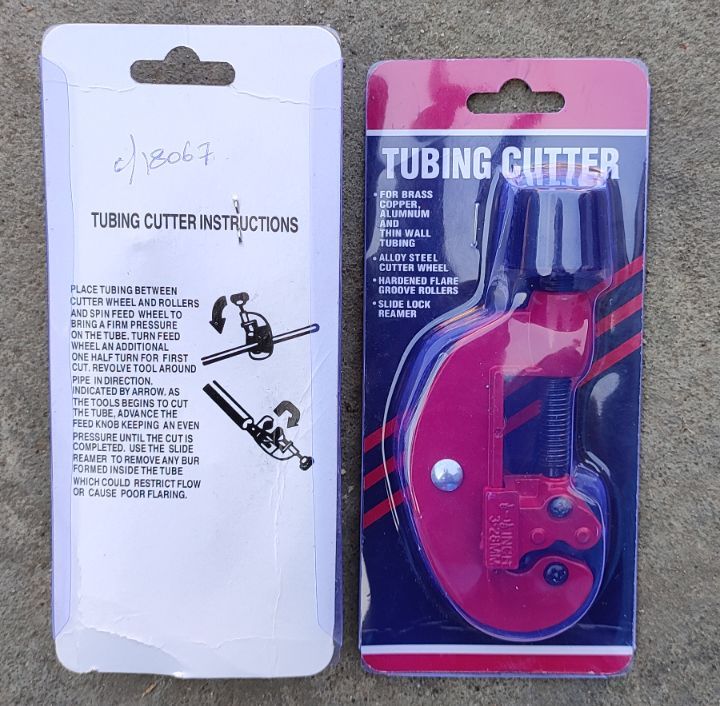 c/18067
TUBING CUTTER INSTRUCTIONS
PLACE TUBING BETWEEN
CUTTER WHEEL AND ROLLERS
AND SPIN FEED WHEEL TO
BRING A FIRM PRESSURE
ON THE TUBE. TURN FEED
WHEEL AN ADDITIONAL
ONE HALF TURN FOR FIRST
CUT. REVOLVE TOOL AROUND
PIPE IN DIRECTION.
INDICATED BY ARROW. AS
THE TOOLS BEGINS TO CUT
THE TUBE, ADVANCE THE
FEED KNOB KEEPING AN EVEN
PRESSURE UNTIL THE CUT IS
COMPLETED. USE THE SLIDE
REAMER TO REMOVE ANY BUR
FORMED INSIDE THE TUBE
WHICH COULD RESTRICT FLOW
OR CAUSE POOR FLARING.
TUBING CUTTER
• FOR BRASS
COPPER,
ALUMNUM
AND
THIN WALL
TUBING
• ALLOY STEEL
CUTTER WHEEL
• HARDENED FLARE
GROOVE ROLLERS
• SLIDE LOCK
REAMER
INCH
3-28MM